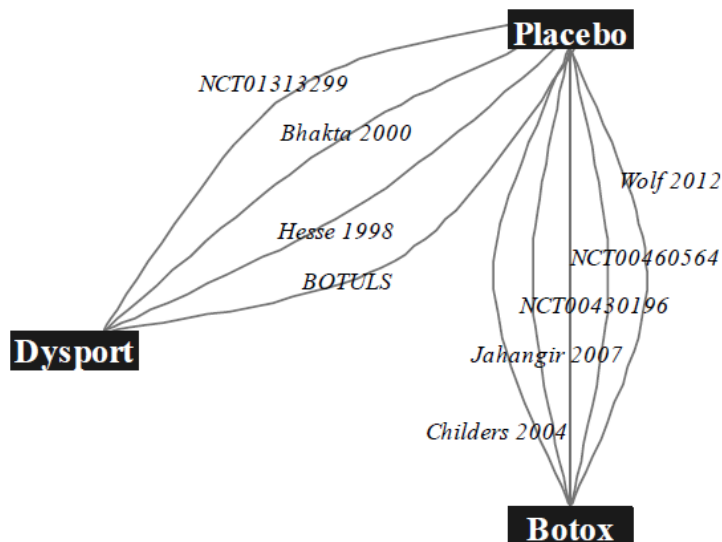 Placebo
NCT01313299
Bhakta 2000
Wolf 2012
Hesse 1998
NCT00460564
BOTULS
NCT00430196
Dysport
Jahangir 2007
Childers 2004
Botox